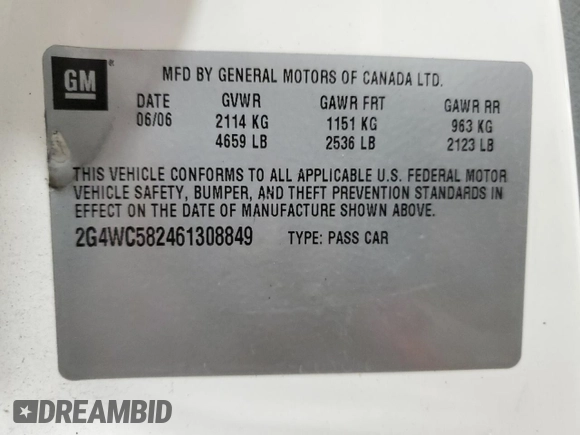 GM ®
MFD BY GENERAL MOTORS OF CANADA LTD.
DATE GVWR GAWR FRT GAWR RR
06/06 2114 KG 1151 KG 963 KG
4659 LB 2536 LB 2123 LB
THIS VEHICLE CONFORMS TO ALL APPLICABLE U.S. FEDERAL MOTOR
VEHICLE SAFETY, BUMPER, AND THEFT PREVENTION STANDARDS IN
EFFECT ON THE DATE OF MANUFACTURE SHOWN ABOVE.
2G4WC582461308849 TYPE: PASS CAR
DREAMBID